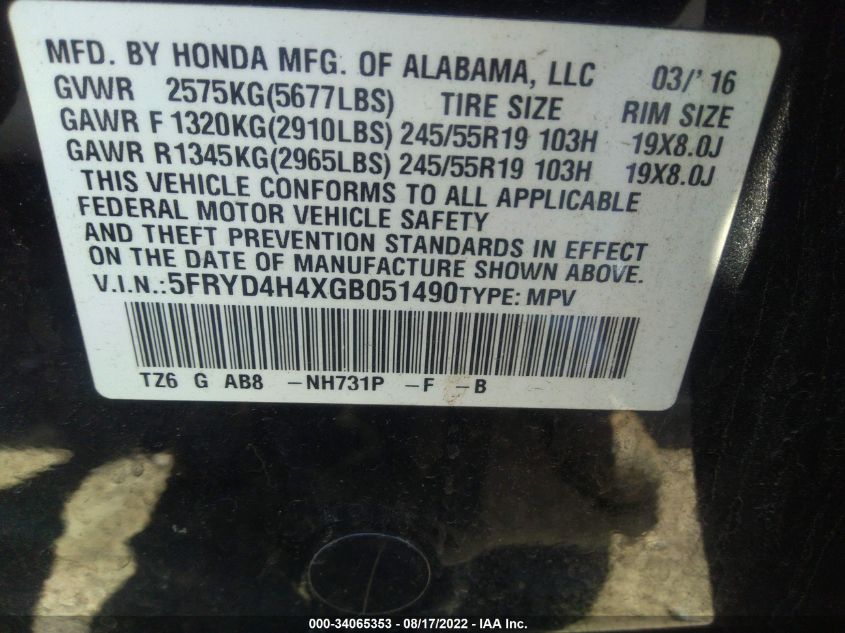 MFD. BY HONDA MFG. OF ALABAMA, LLC 03/'16
GVWR 2575KG(5677LBS) TIRE SIZE RIM SIZE
GAWR F 1320KG(2910LBS) 245/55R19 103H 19X8.0J
GAWR R1345KG(2965LBS) 245/55R19 103H 19X8.0J
THIS VEHICLE CONFORMS TO ALL APPLICABLE
FEDERAL MOTOR VEHICLE SAFETY
AND THEFT PREVENTION STANDARDS IN EFFECT
ON THE DATE OF MANUFACTURE SHOWN ABOVE.
V.I.N.:5FRYD4H4XGB051490TYPE: MPV
TZ6 G AB8 -NH731P -F -B
000-34065353 - 08/17/2022 - IAA Inc.